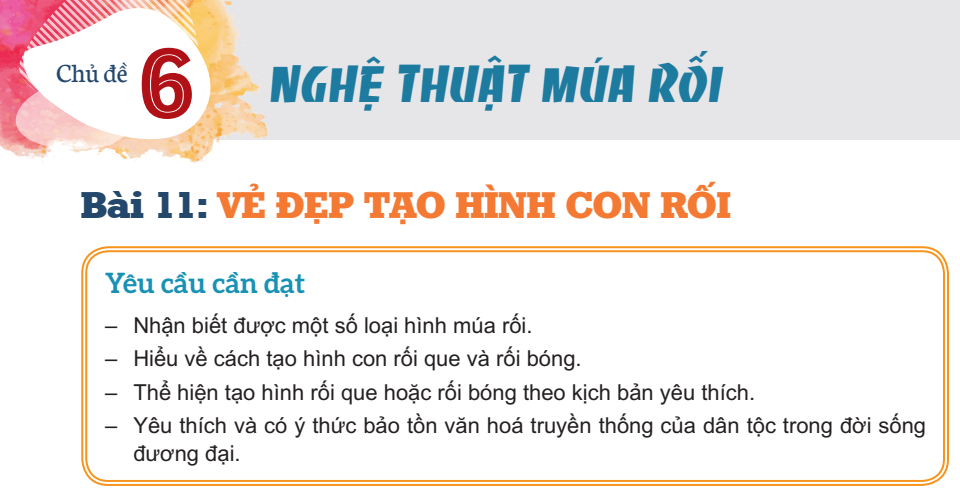 Chủ đề 6
NGHỆ THUẬT MÚA RỐI
Bài 11: VẺ ĐẸP TẠO HÌNH CON RỐI
Yêu cầu cần đạt
– Nhận biết được một số loại hình múa rối.
– Hiểu về cách tạo hình con rối que và rối bóng.
– Thể hiện tạo hình rối que hoặc rối bóng theo kịch bản yêu thích.
– Yêu thích và có ý thức bảo tồn văn hoá truyền thống của dân tộc trong đời sống
đương đại.